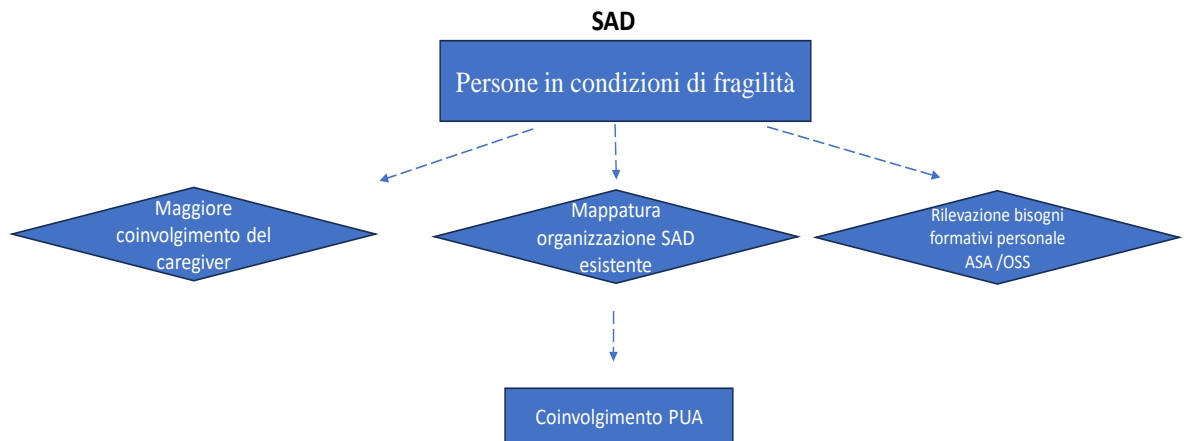 SAD
Persone in condizioni di fragilità
Maggiore
coinvolgimento del
caregiver
Mappatura
organizzazione SAD
esistente
Rilevazione bisogni
formativi personale
ASA /OSS
Coinvolgimento PUA